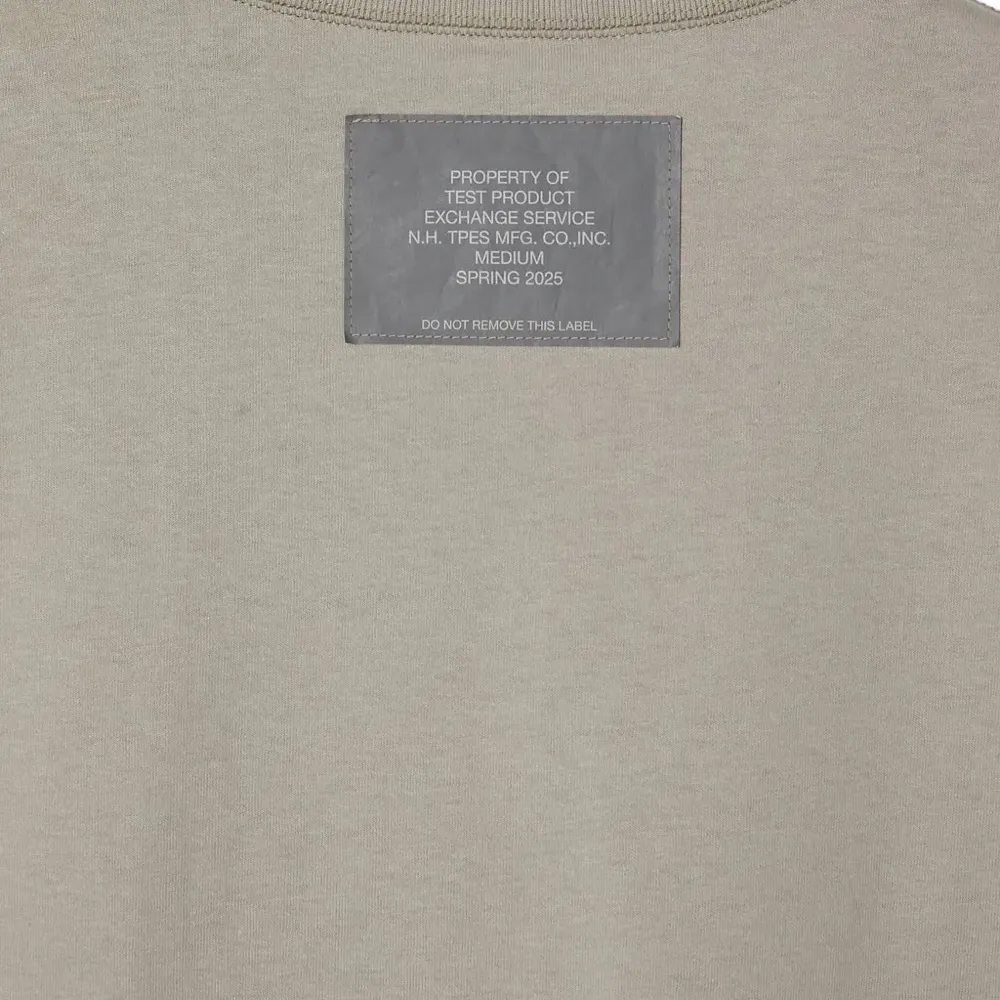 PROPERTY OF
TEST PRODUCT
EXCHANGE SERVICE
N.H. TPES MFG. CO.,INC.
MEDIUM
SPRING 2025
DO NOT REMOVE THIS LABEL